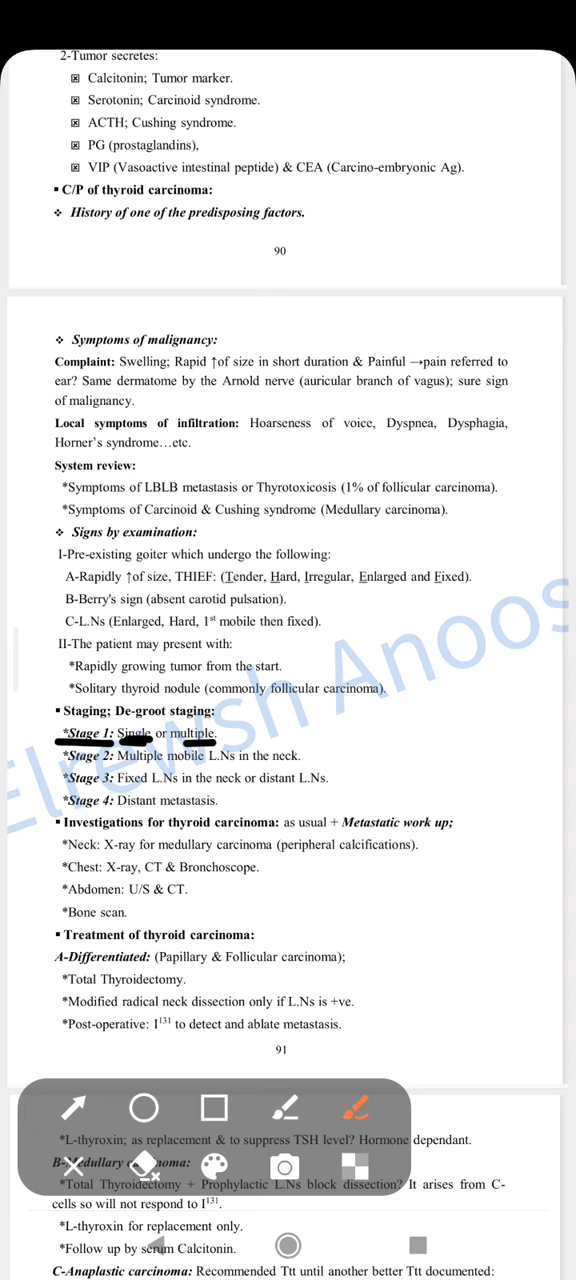 2-Tumor secretes:
Calcitonin; Tumor marker.
Serotonin; Carcinoid syndrome.
ACTH; Cushing syndrome.
PG (prostaglandins),
VIP (Vasoactive intestinal peptide) & CEA (Carcino-embryonic Ag).
▪ C/P of thyroid carcinoma:
❖ History of one of the predisposing factors.
90
❖ Symptoms of malignancy:
Complaint: Swelling; Rapid ↑of size in short duration & Painful →pain referred to
ear? Same dermatome by the Arnold nerve (auricular branch of vagus); sure sign
of malignancy.
Local symptoms of infiltration: Hoarseness of voice, Dyspnea, Dysphagia,
Horner's syndrome…etc.
System review:
*Symptoms of LBLB metastasis or Thyrotoxicosis (1% of follicular carcinoma).
*Symptoms of Carcinoid & Cushing syndrome (Medullary carcinoma).
❖ Signs by examination:
I-Pre-existing goiter which undergo the following:
A-Rapidly ↑of size, THIEF: (Tender, Hard, Irregular, Enlarged and Fixed).
B-Berry's sign (absent carotid pulsation).
C-L.Ns (Enlarged, Hard, 1st mobile then fixed).
II-The patient may present with:
*Rapidly growing tumor from the start.
*Solitary thyroid nodule (commonly follicular carcinoma).
▪ Staging; De-groot staging:
*Stage 1: Single or multiple.
*Stage 2: Multiple mobile L.Ns in the neck.
*Stage 3: Fixed L.Ns in the neck or distant L.Ns.
*Stage 4: Distant metastasis.
Elrewsh Anoos
▪ Investigations for thyroid carcinoma: as usual + Metastatic work up;
*Neck: X-ray for medullary carcinoma (peripheral calcifications).
*Chest: X-ray, CT & Bronchoscope.
*Abdomen: U/S & CT.
*Bone scan.
▪ Treatment of thyroid carcinoma:
A-Differentiated: (Papillary & Follicular carcinoma);
*Total Thyroidectomy.
*Modified radical neck dissection only if L.Ns is +ve.
*Post-operative: I131 to detect and ablate metastasis.
91
*L-thyroxin; as replacement & to suppress TSH level? Hormone dependant.
B-Medullary noma:
*Total Thyroidectomy + Prophylactic L.Ns block dissection? It arises from C-
cells so will not respond to I131.
*L-thyroxin for replacement only.
*Follow up by serum Calcitonin.
C-Anaplastic carcinoma: Recommended Ttt until another better Ttt documented: